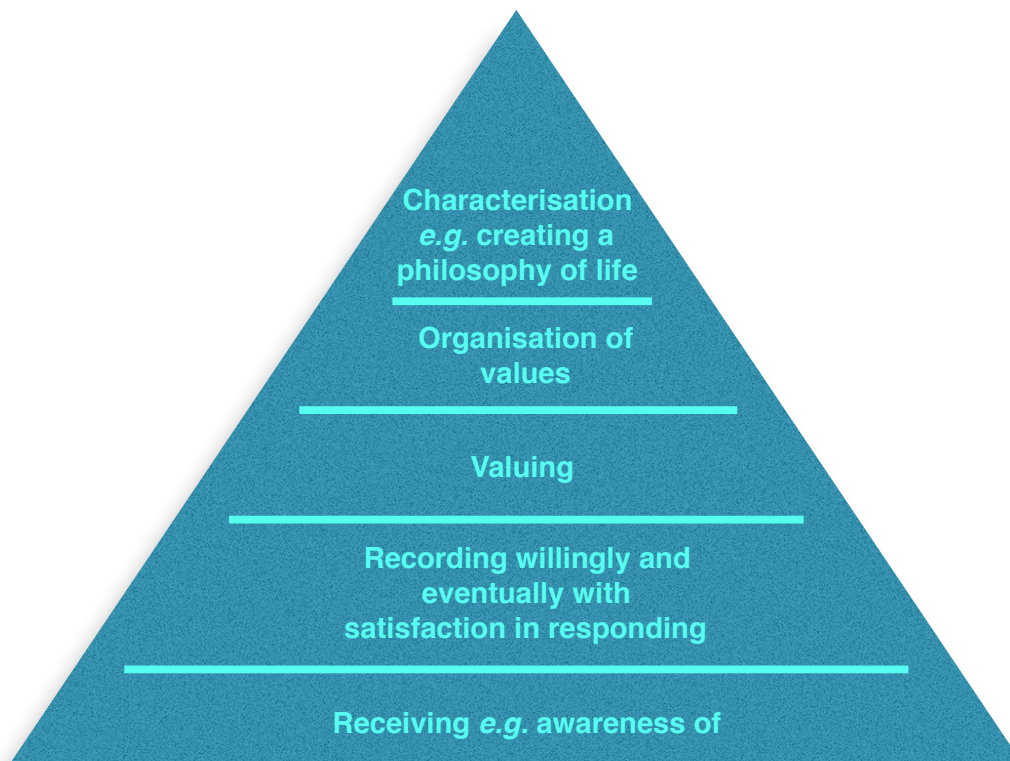 Characterisation
e.g. creating a
philosophy of life
Organisation of
values
Valuing
Recording willingly and
eventually with
satisfaction in responding
Receiving e.g. awareness of